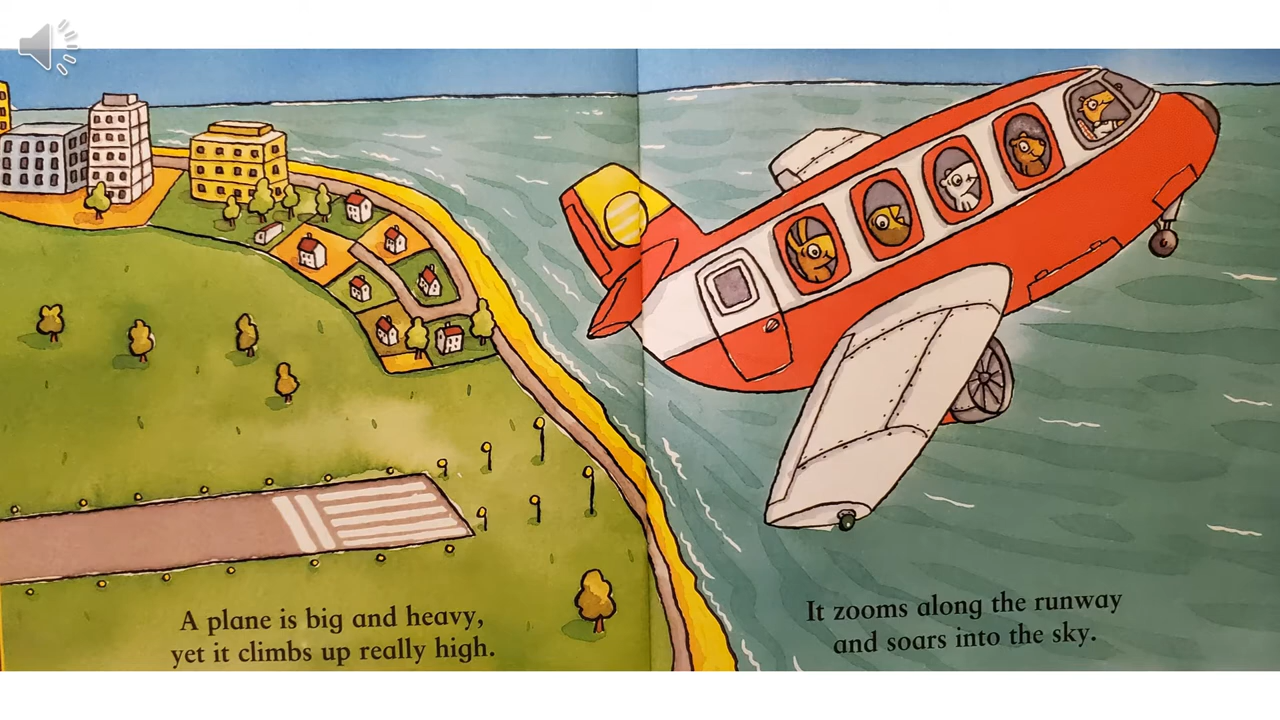 A plane is big and heavy,
yet it climbs up really high.
It zooms along the runway
and soars into the sky.